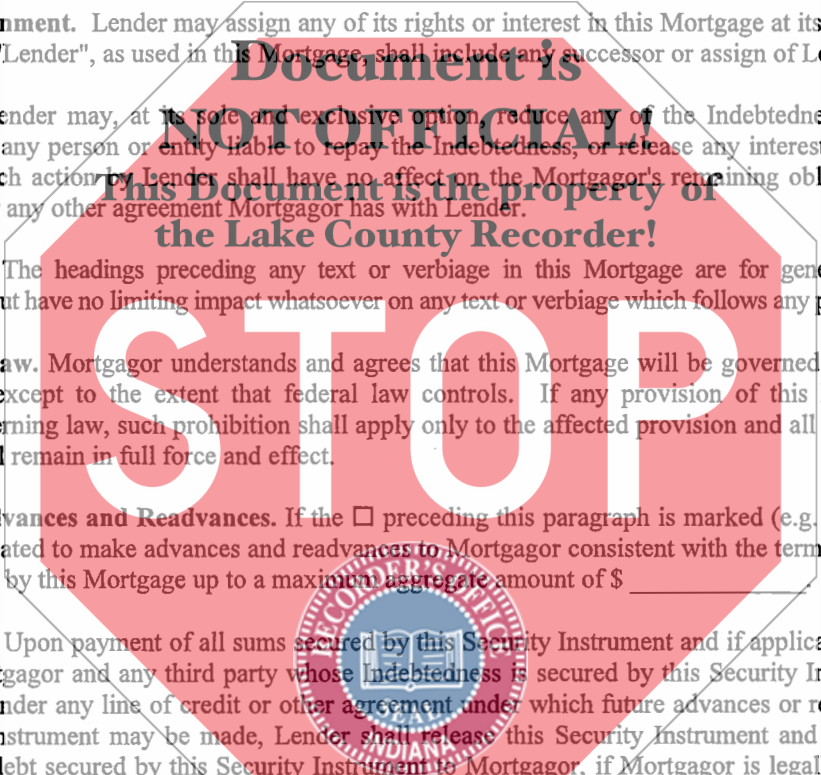 nment. Lender may assign any of its rights or interest in this Mortgage at its
"Lender", as used in this Mortgage, shall include any successor or assign of L
Document is
ender may, at its sole and exclusive option, reduce any of the Indebtedne
NOT OFFICIAL!
any person or entity liable to repay the Indebtedness, or release any interest
ch action by Lender shall have no affect on the Mortgagor's remaining obl
This Document is the property of
any other agreement Mortgagor has with Lender.
the Lake County Recorder!
The headings preceding any text or verbiage in this Mortgage are for gene
ut have no limiting impact whatsoever on any text or verbiage which follows any p
STOP
aw. Mortgagor understands and agrees that this Mortgage will be governed
except to the extent that federal law controls. If any provision of this
rning law, such prohibition shall apply only to the affected provision and all
l remain in full force and effect.
vances and Readvances. If the ☐ preceding this paragraph is marked (e.g.
ated to make advances and readvances to Mortgagor consistent with the term
by this Mortgage up to a maximum aggregate amount of $ ____________.
RECORDER'S OFFICE
Upon payment of all sums secured by this Security Instrument and if applica
tgagor and any third party whose Indebtedness is secured by this Security In
nder any line of credit or other agreement under which future advances or r
SEAL
nstrument may be made, Lender shall release this Security Instrument and
INDIANA
ebt secured by this Security Instrument to Mortgagor, if Mortgagor is legal